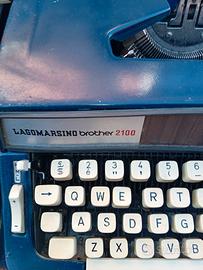 LAGOMARSINO brother 2100
2 3 4 5 6
→ Q W E R T
A S D F G
Z X C V B